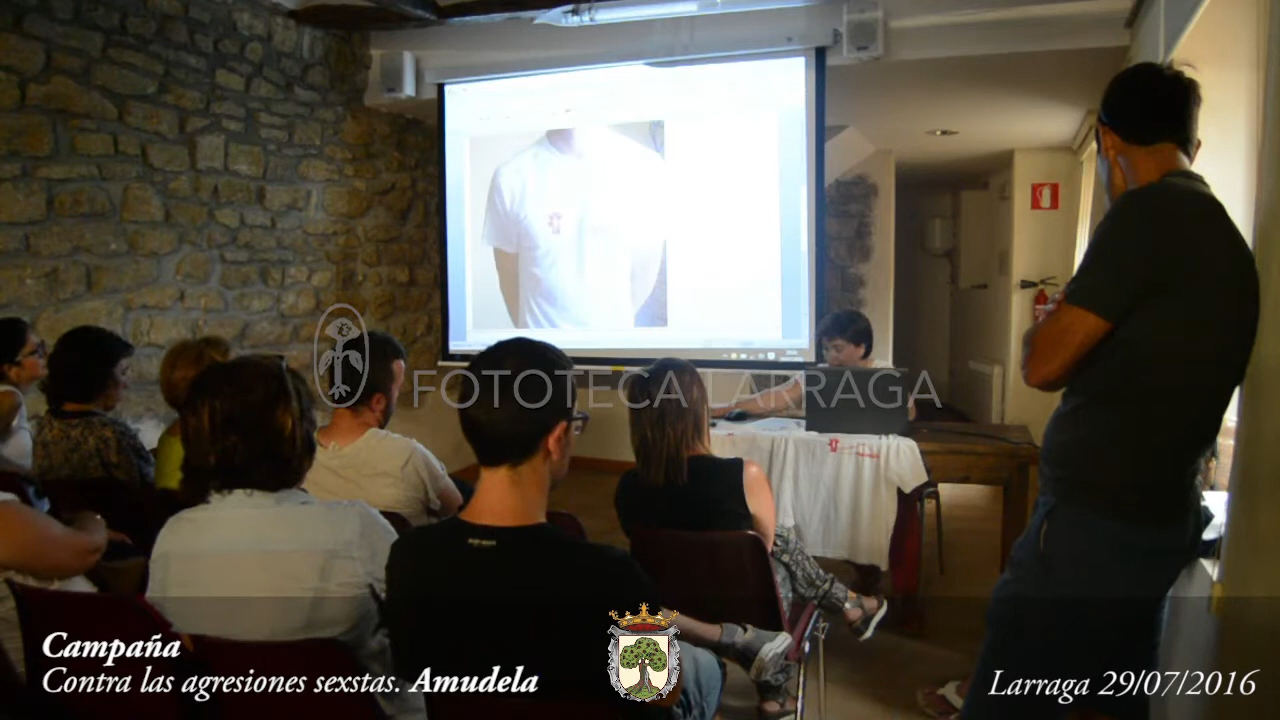 FOTOTECA LARRAGA
Campaña
Contra las agresiones sexstas. Amudela
Larraga 29/07/2016